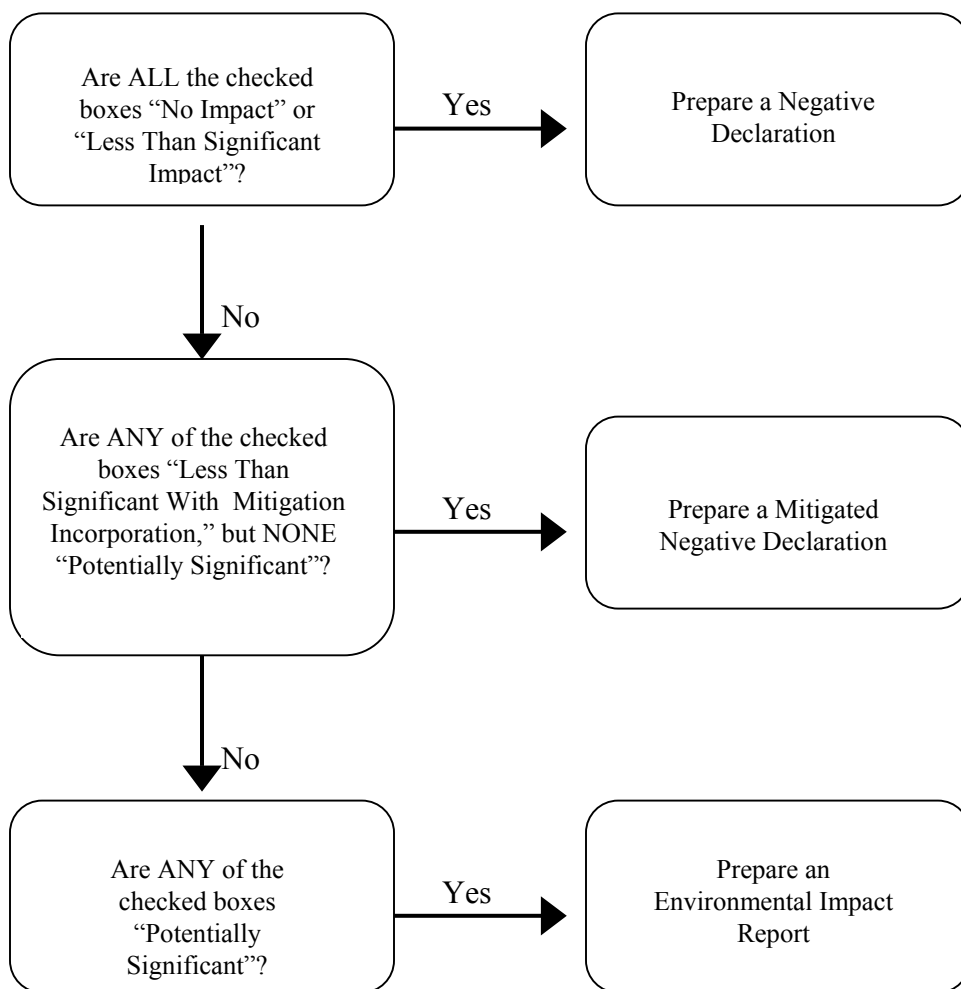 Are ALL the checked
boxes “No Impact” or
“Less Than Significant
Impact”?
Yes
Prepare a Negative
Declaration
No
Are ANY of the checked
boxes “Less Than
Significant With  Mitigation
Incorporation,” but NONE
“Potentially Significant”?
Yes
Prepare a Mitigated
Negative Declaration
No
Are ANY of the
checked boxes
“Potentially
Significant”?
Yes
Prepare an
Environmental Impact
Report